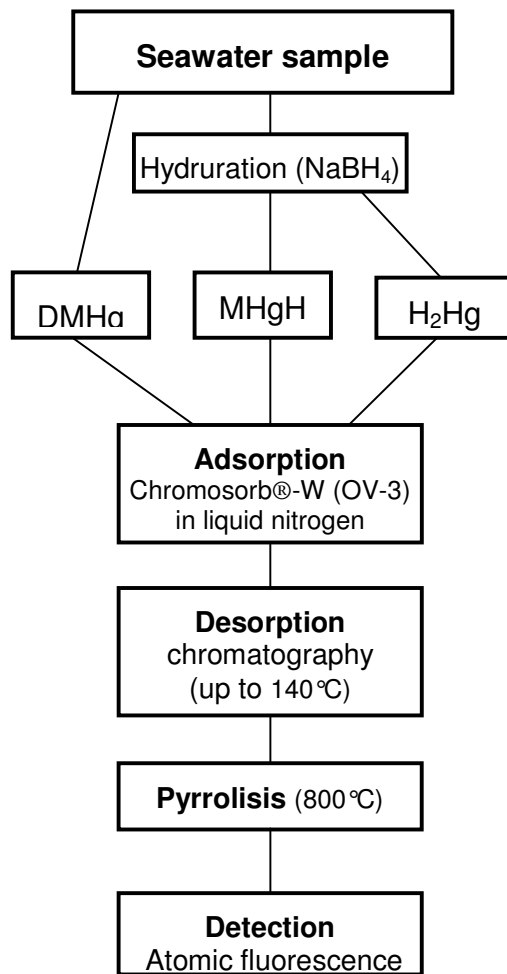 Seawater sample
Hydruration (NaBH₄)
DMHg
MHgH
H₂Hg
Adsorption
Chromosorb®-W (OV-3)
in liquid nitrogen
Desorption
chromatography
(up to 140°C)
Pyrrolisis (800°C)
Detection
Atomic fluorescence